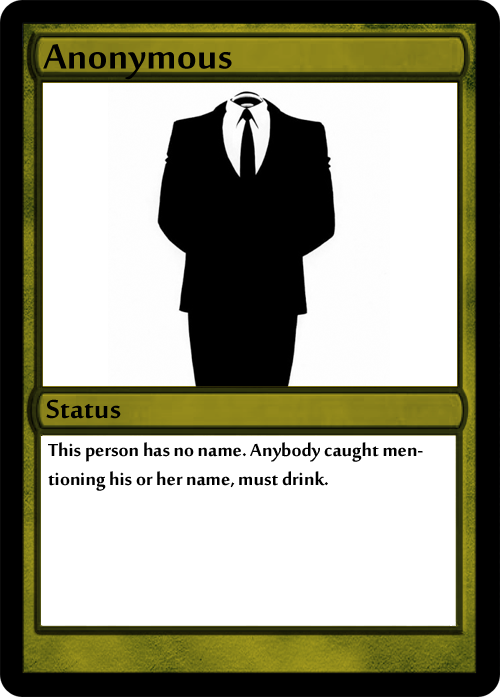 Anonymous
Status
This person has no name. Anybody caught men-
tioning his or her name, must drink.